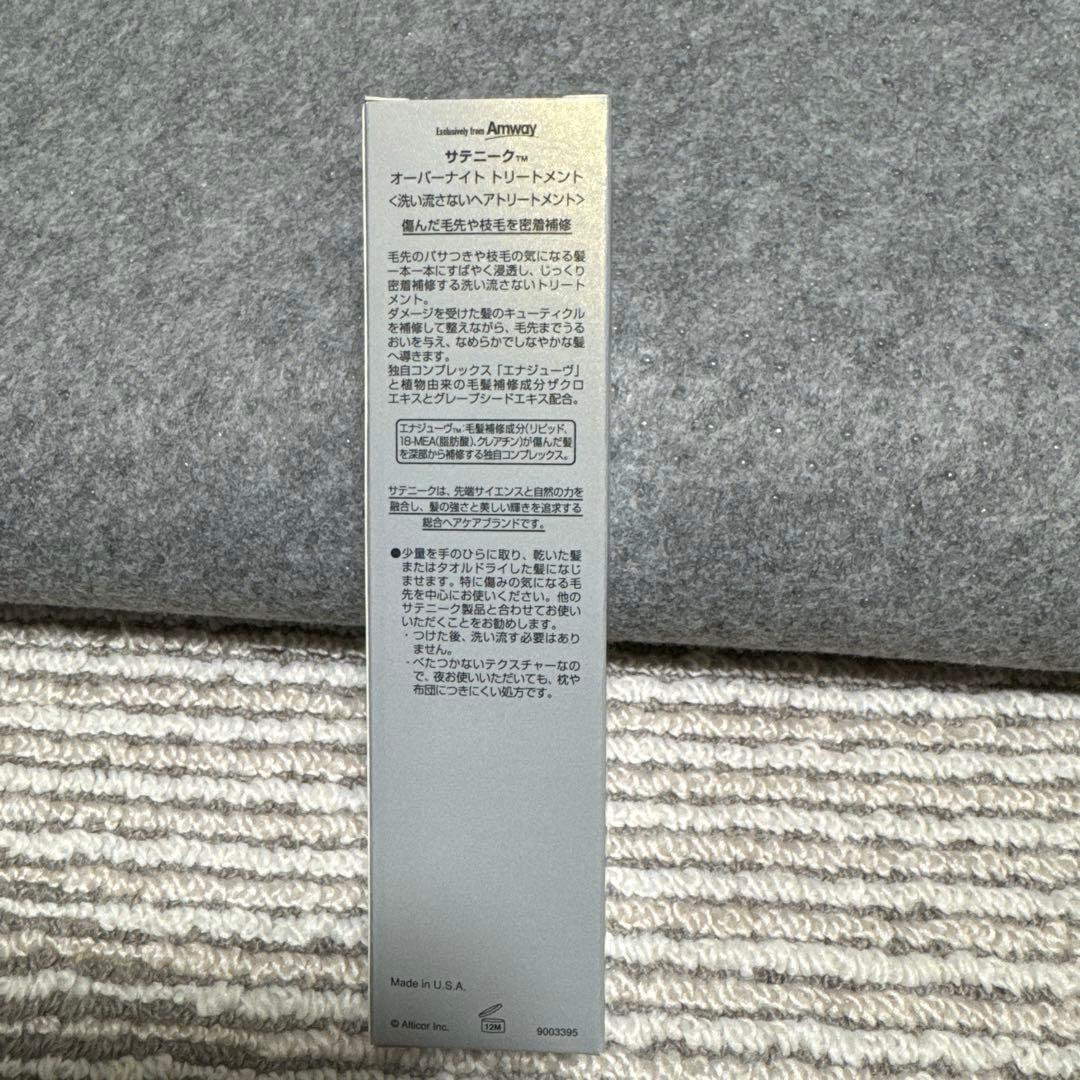 Exclusively from Amway
サテニーク™
オーバーナイト トリートメント
<洗い流さないヘアトリートメント>
傷んだ毛先や枝毛を密着補修
毛先のパサつきや枝毛の気になる髪
一本一本にすばやく浸透し、じっくり
密着補修する洗い流さないトリート
メント。
ダメージを受けた髪のキューティクル
を補修して整えながら、毛先までうる
おいを与え、なめらかでしなやかな髪
へ導きます。
独自コンプレックス「エナジューヴ」
と植物由来の毛髪補修成分ザクロ
エキスとグレープシードエキス配合。
エナジューヴ™:毛髪補修成分(リピッド、
18-MEA(脂肪酸)、クレアチン)が傷んだ髪
を深部から補修する独自コンプレックス。
サテニークは、先端サイエンスと自然の力を
融合し、髪の強さと美しい輝きを追求する
総合ヘアケアブランドです。
●少量を手のひらに取り、乾いた髪
またはタオルドライした髪になじ
ませます。特に傷みの気になる毛
先を中心にお使いください。他の
サテニーク製品と合わせてお使い
いただくことをお勧めします。
・つけた後、洗い流す必要はあり
ません。
・べたつかないテクスチャーなの
で、夜お使いいただいても、枕や
布団につきにくい処方です。
Made in U.S.A.
© Alticor Inc.
12M
9003395